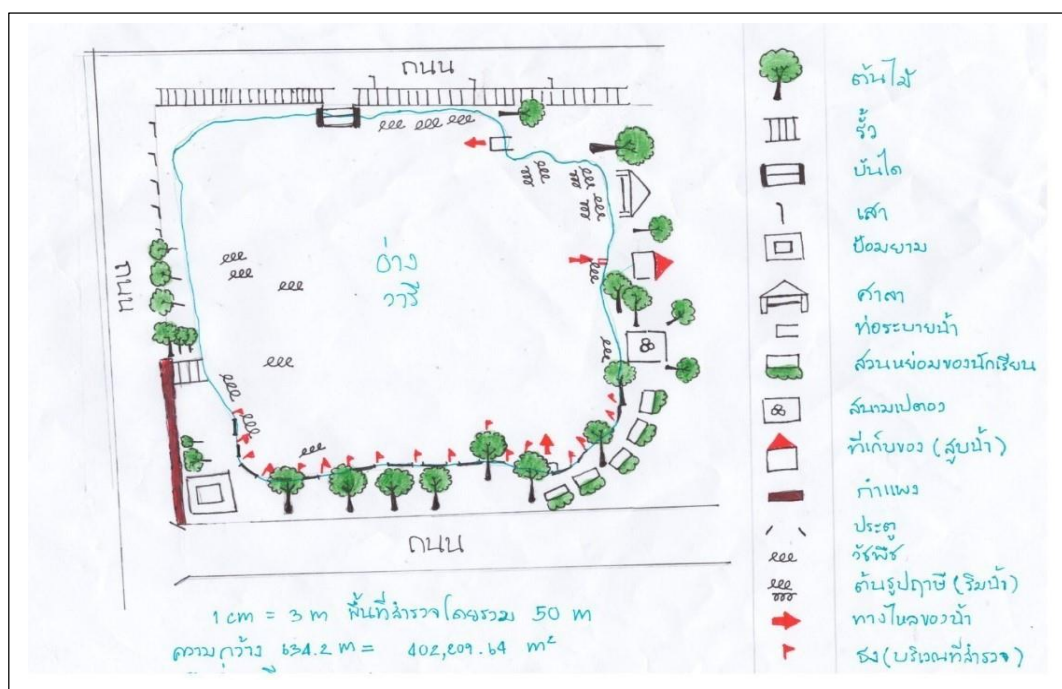 ถนน
ถนน
อ่าง
วารี
ถนน
1 cm = 3 m พื้นที่สำรวจโดยรวม 50 m
ความกว้าง 634.2 m = 402,209.64 m²
ต้นไม้
รั้ว
บันได
เสา
ป้อมยาม
ศาลา
ท่อระบายน้ำ
สวนหย่อมของนักเรียน
สนามเปตอง
ที่เก็บของ (สูบน้ำ)
กำแพง
ประตู
วัชพืช
ต้นธูปฤาษี (ริมน้ำ)
ทางไหลของน้ำ
ธง (บริเวณที่สำรวจ)